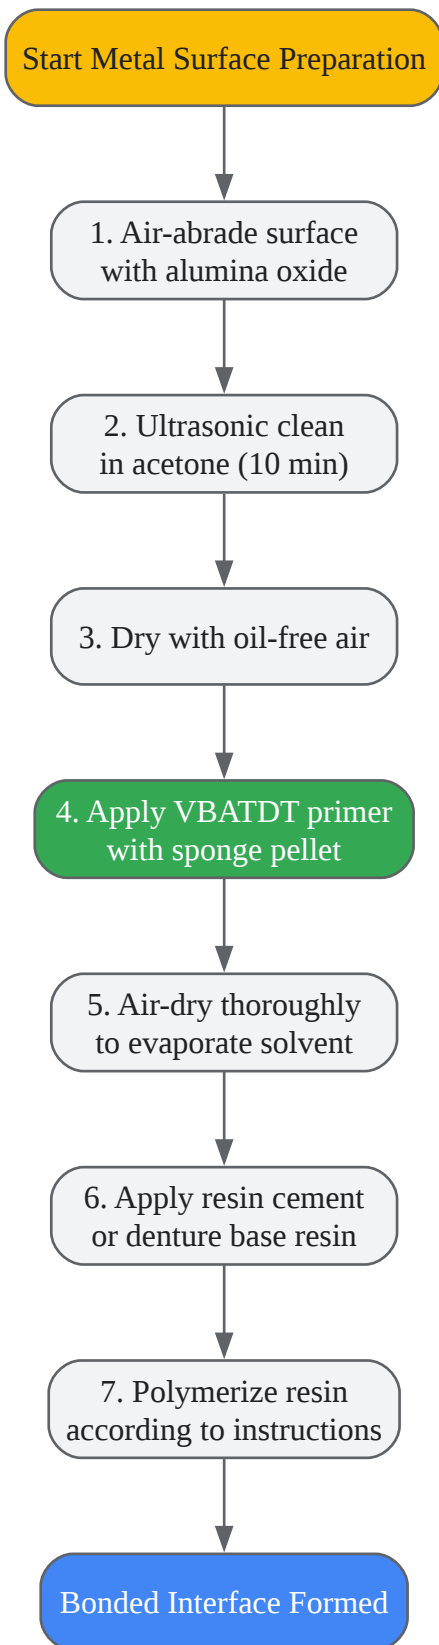 Start Metal Surface Preparation
1. Air-abrade surface
with alumina oxide
2. Ultrasonic clean
in acetone (10 min)
3. Dry with oil-free air
4. Apply VBATDT primer
with sponge pellet
5. Air-dry thoroughly
to evaporate solvent
6. Apply resin cement
or denture base resin
7. Polymerize resin
according to instructions
Bonded Interface Formed